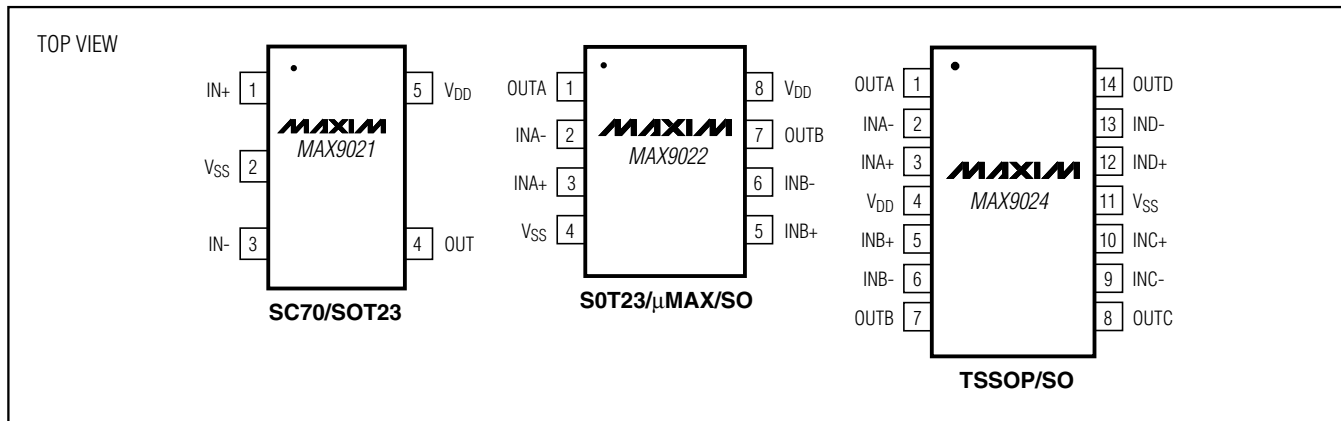 TOP VIEW
IN+ 1
5 VDD
MAXIM
MAX9021
VSS 2
IN- 3
4 OUT
SC70/SOT23
OUTA 1
8 VDD
MAXIM
MAX9022
INA- 2
7 OUTB
INA+ 3
6 INB-
VSS 4
5 INB+
S0T23/µMAX/SO
OUTA 1
14 OUTD
INA- 2
13 IND-
INA+ 3
12 IND+
MAXIM
MAX9024
VDD 4
11 VSS
INB+ 5
10 INC+
INB- 6
9 INC-
OUTB 7
8 OUTC
TSSOP/SO